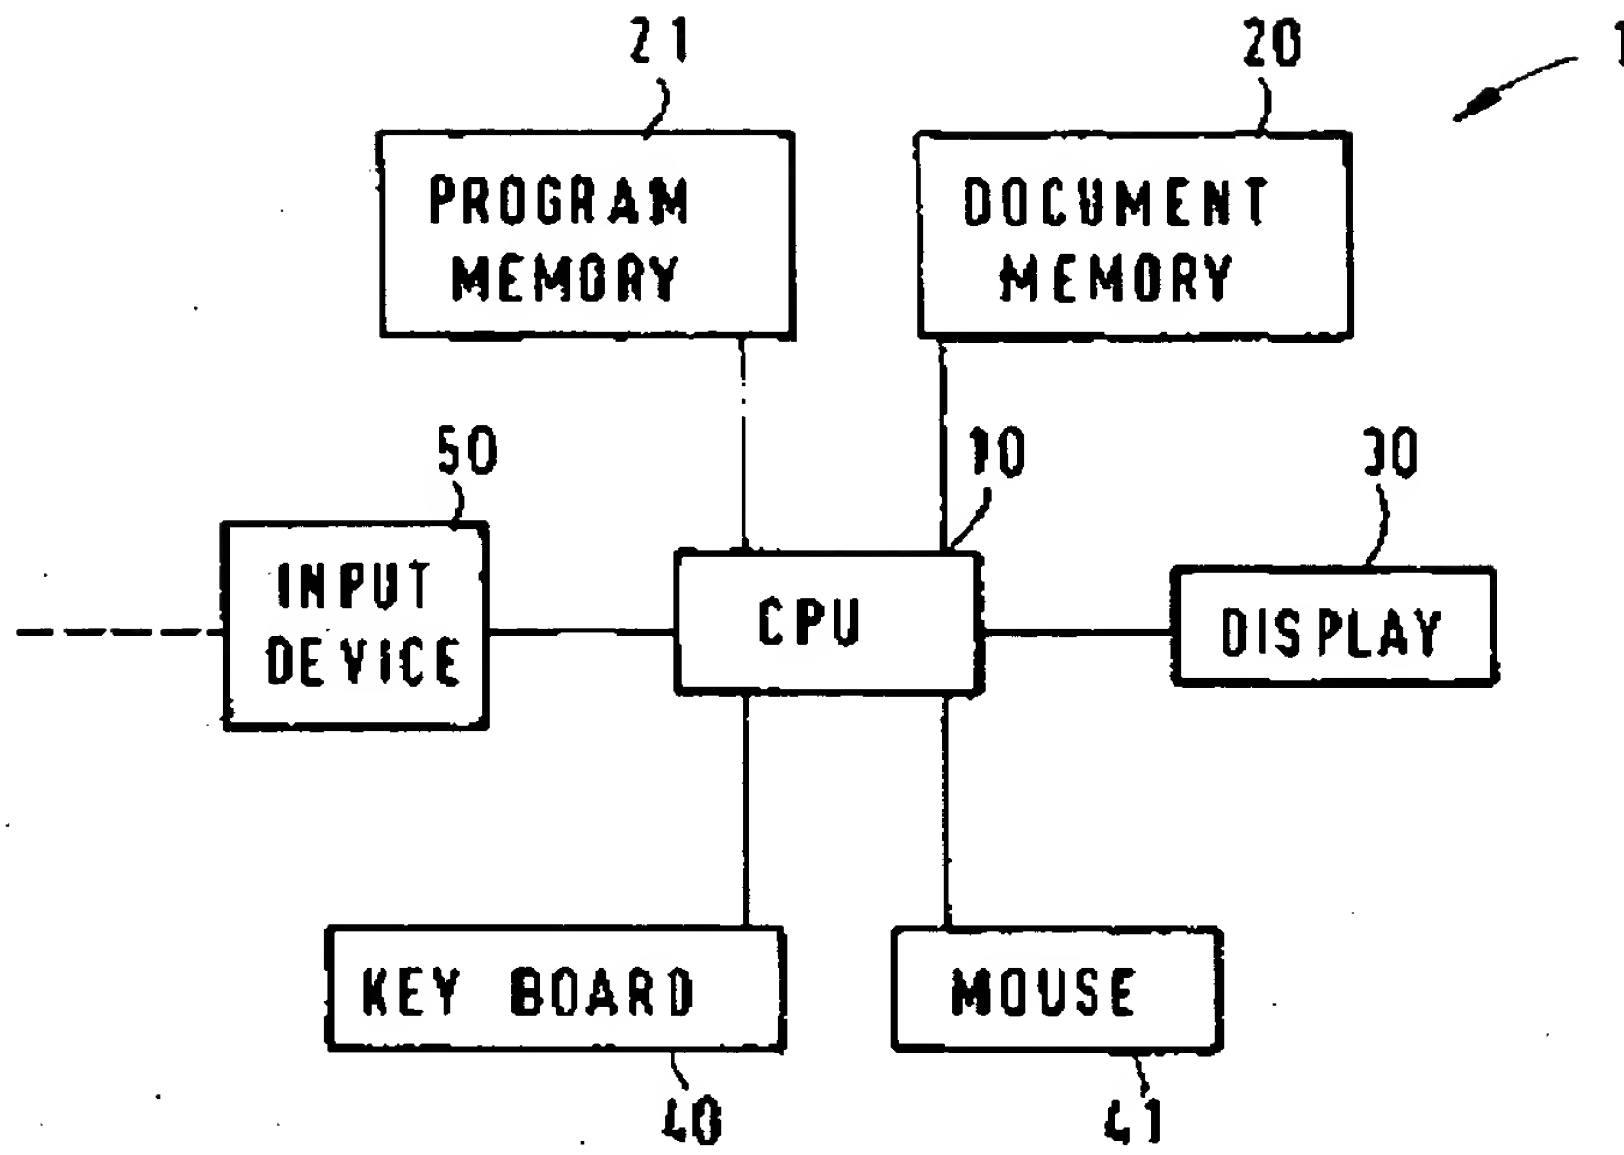 21
20
1
PROGRAM
MEMORY
DOCUMENT
MEMORY
50
10
30
INPUT
DEVICE
CPU
DISPLAY
KEY BOARD
MOUSE
40
41